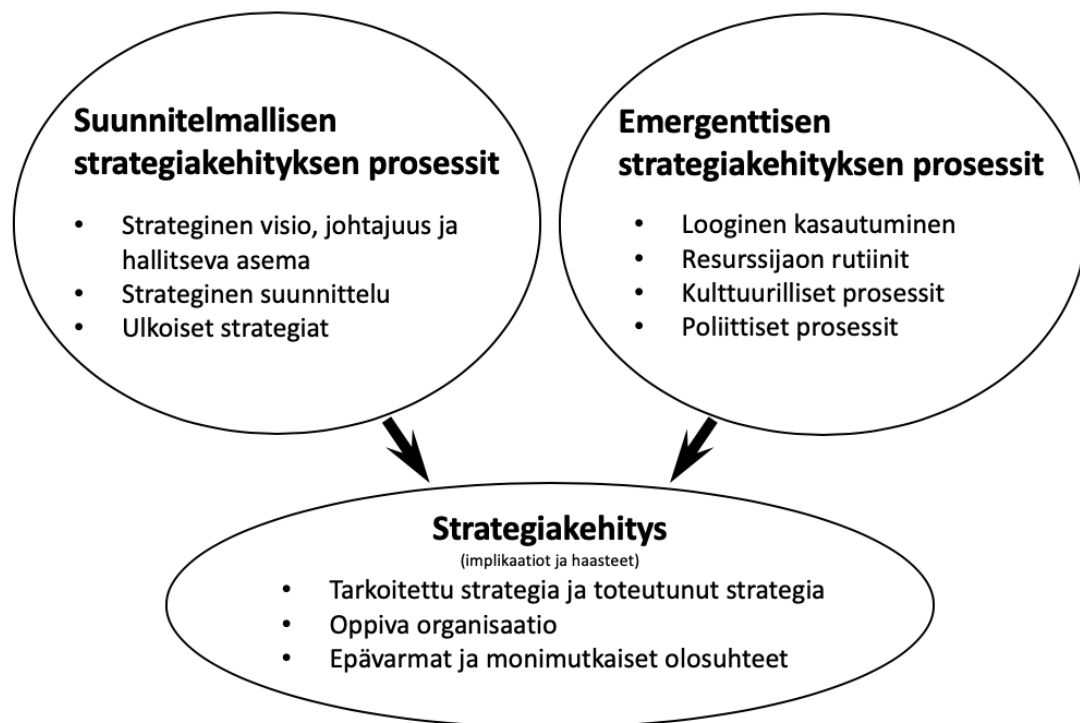 Suunnitelmallisen
strategiakehityksen prosessit
• Strateginen visio, johtajuus ja
hallitseva asema
• Strateginen suunnittelu
• Ulkoiset strategiat
Emergenttisen
strategiakehityksen prosessit
• Looginen kasautuminen
• Resurssijaon rutiinit
• Kulttuurilliset prosessit
• Poliittiset prosessit
Strategiakehitys
(implikaatiot ja haasteet)
• Tarkoitettu strategia ja toteutunut strategia
• Oppiva organisaatio
• Epävarmat ja monimutkaiset olosuhteet